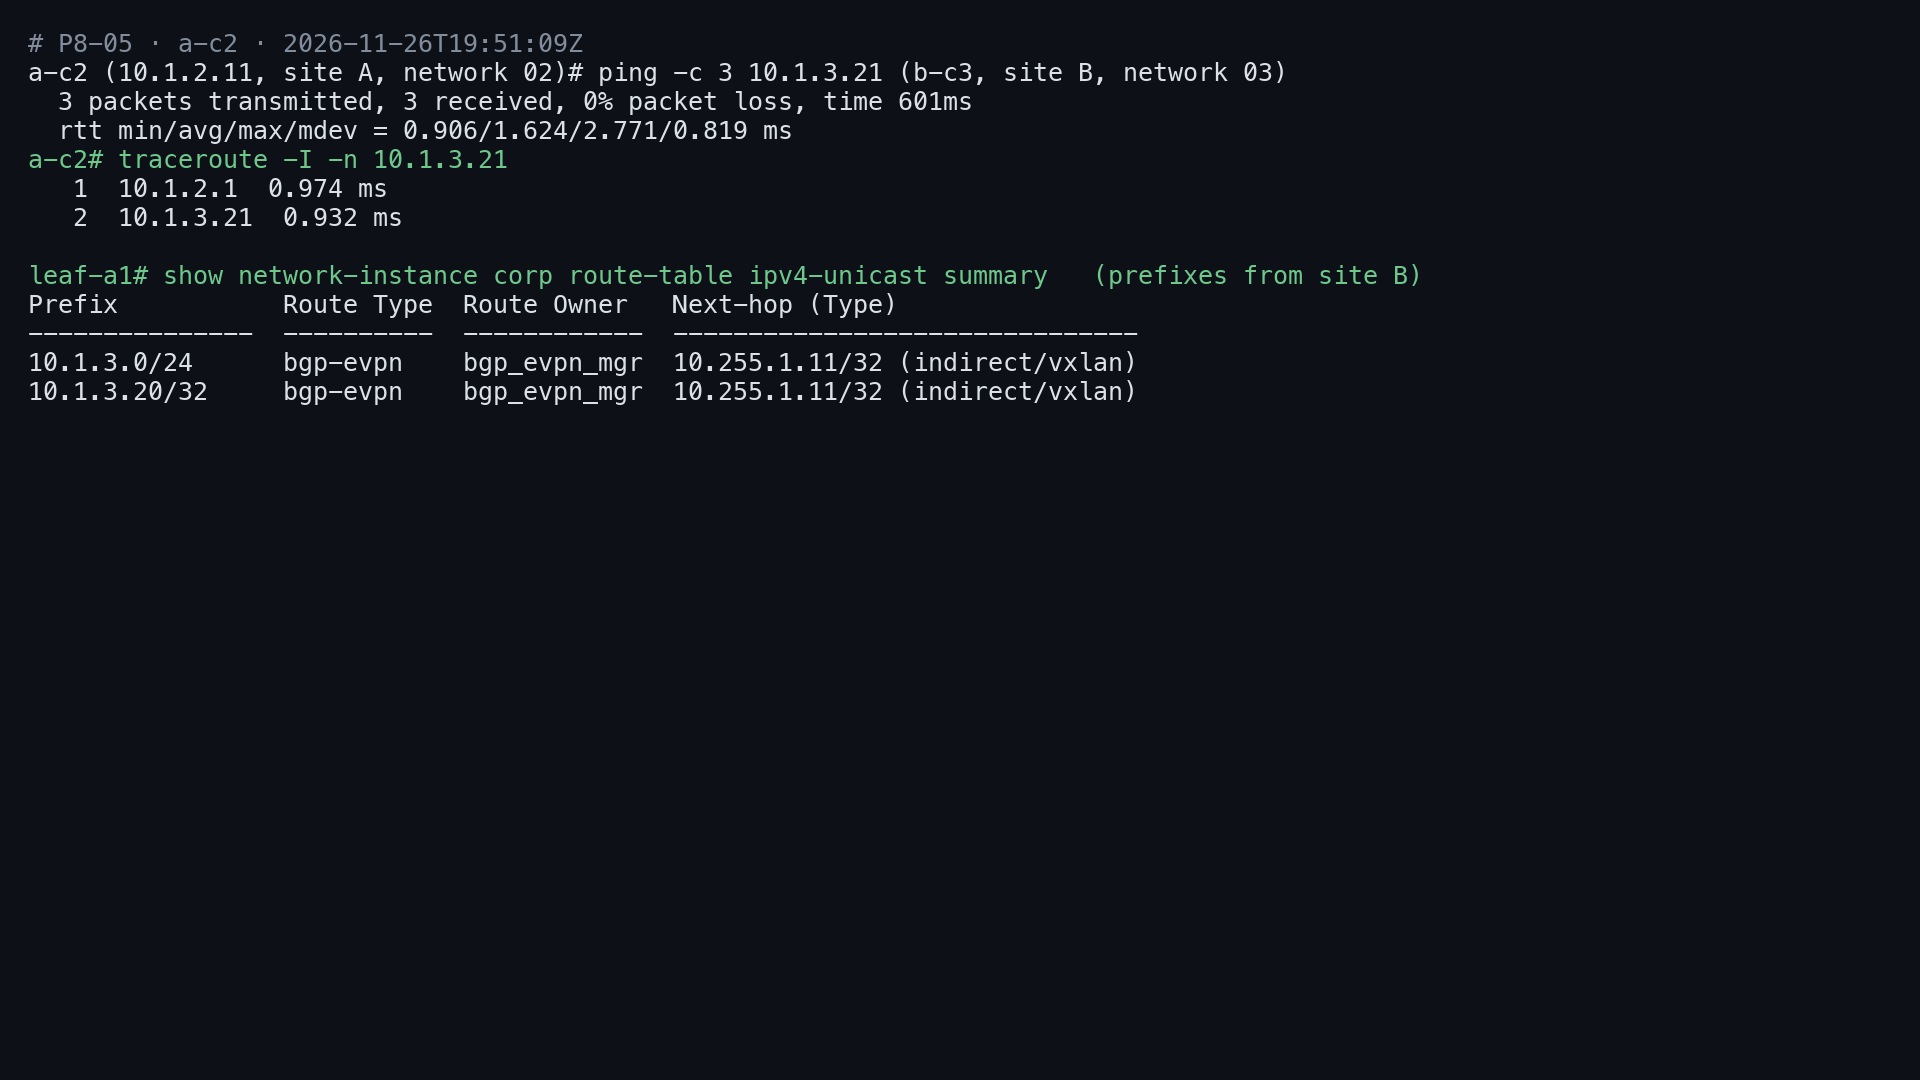 # P8-05 · a-c2 · 2026-11-26T19:51:09Z
a-c2 (10.1.2.11, site A, network 02)# ping -c 3 10.1.3.21 (b-c3, site B, network 03)
  3 packets transmitted, 3 received, 0% packet loss, time 601ms
  rtt min/avg/max/mdev = 0.906/1.624/2.771/0.819 ms
a-c2# traceroute -I -n 10.1.3.21
   1  10.1.2.1  0.974 ms
   2  10.1.3.21  0.932 ms
leaf-a1# show network-instance corp route-table ipv4-unicast summary   (prefixes from site B)
Prefix           Route Type  Route Owner   Next-hop (Type)
---------------  ----------  ------------  -------------------------------
10.1.3.0/24      bgp-evpn    bgp_evpn_mgr  10.255.1.11/32 (indirect/vxlan)
10.1.3.20/32     bgp-evpn    bgp_evpn_mgr  10.255.1.11/32 (indirect/vxlan)